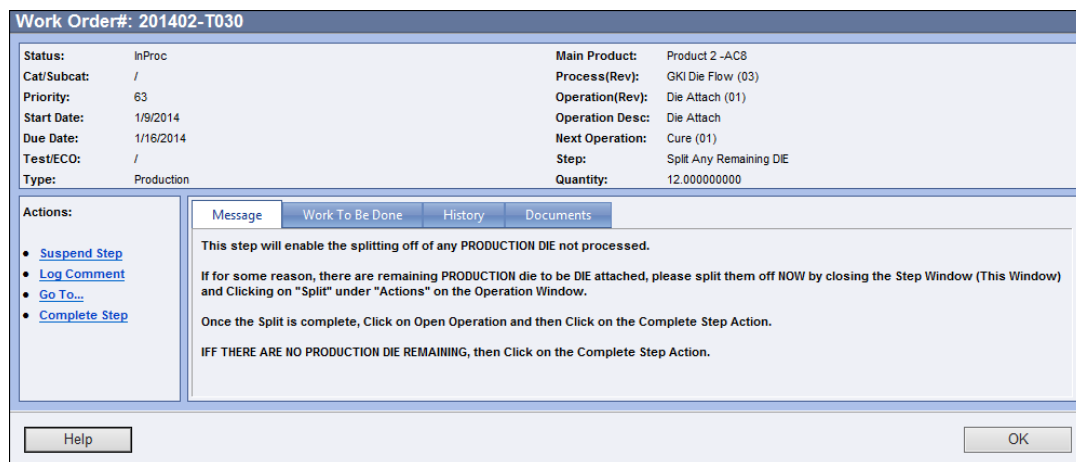 Work Order#: 201402-T030
Status: InProc
Cat/Subcat: /
Priority: 63
Start Date: 1/9/2014
Due Date: 1/16/2014
Test/ECO: /
Type: Production
Main Product: Product 2 -AC8
Process(Rev): GKI Die Flow (03)
Operation(Rev): Die Attach (01)
Operation Desc: Die Attach
Next Operation: Cure (01)
Step: Split Any Remaining DIE
Quantity: 12.000000000
Actions:
Suspend Step
Log Comment
Go To...
Complete Step
Message Work To Be Done History Documents
This step will enable the splitting off of any PRODUCTION DIE not processed.
If for some reason, there are remaining PRODUCTION die to be DIE attached, please split them off NOW by closing the Step Window (This Window)
and Clicking on "Split" under "Actions" on the Operation Window.
Once the Split is complete, Click on Open Operation and then Click on the Complete Step Action.
IFF THERE ARE NO PRODUCTION DIE REMAINING, then Click on the Complete Step Action.
Help OK